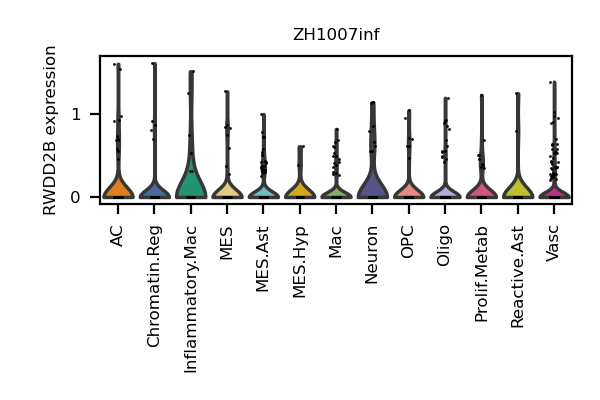 ZH1007inf
RWDD2B expression
1
0
AC
Chromatin.Reg
Inflammatory.Mac
MES
MES.Ast
MES.Hyp
Mac
Neuron
OPC
Oligo
Prolif.Metab
Reactive.Ast
Vasc